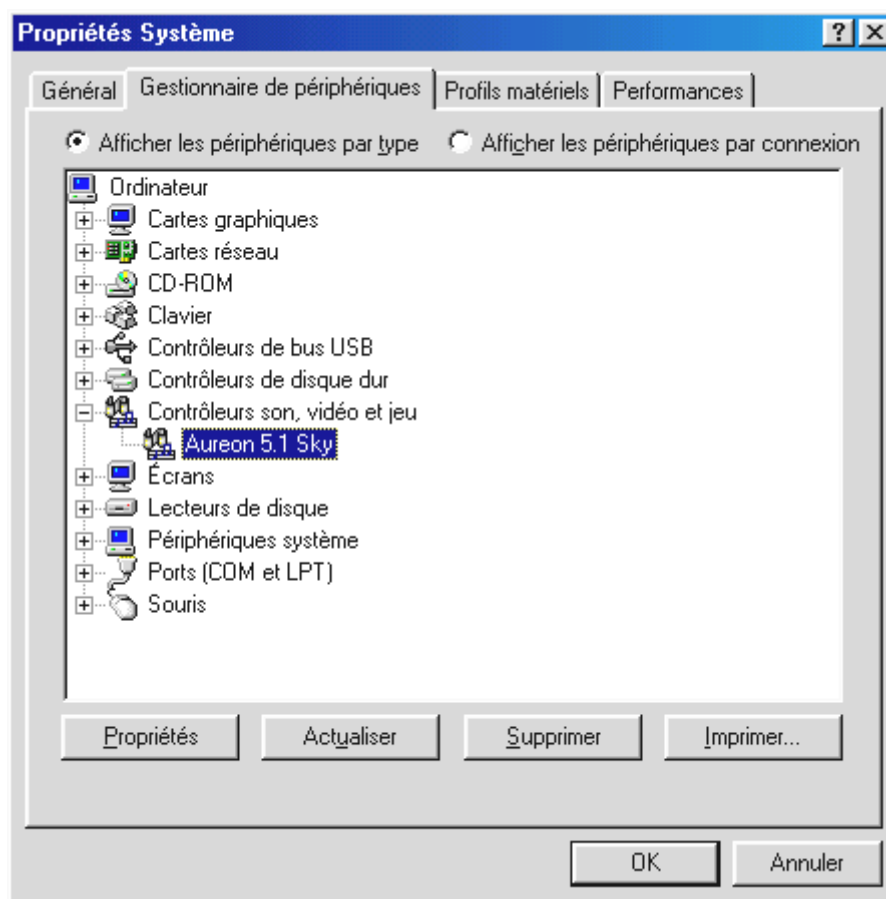 Propriétés Système
Général Gestionnaire de périphériques Profils matériels Performances
Afficher les périphériques par type Afficher les périphériques par connexion
Ordinateur
Cartes graphiques
Cartes réseau
CD-ROM
Clavier
Contrôleurs de bus USB
Contrôleurs de disque dur
Contrôleurs son, vidéo et jeu
Aureon 5.1 Sky
Écrans
Lecteurs de disque
Périphériques système
Ports (COM et LPT)
Souris
Propriétés Actualiser Supprimer Imprimer...
OK Annuler